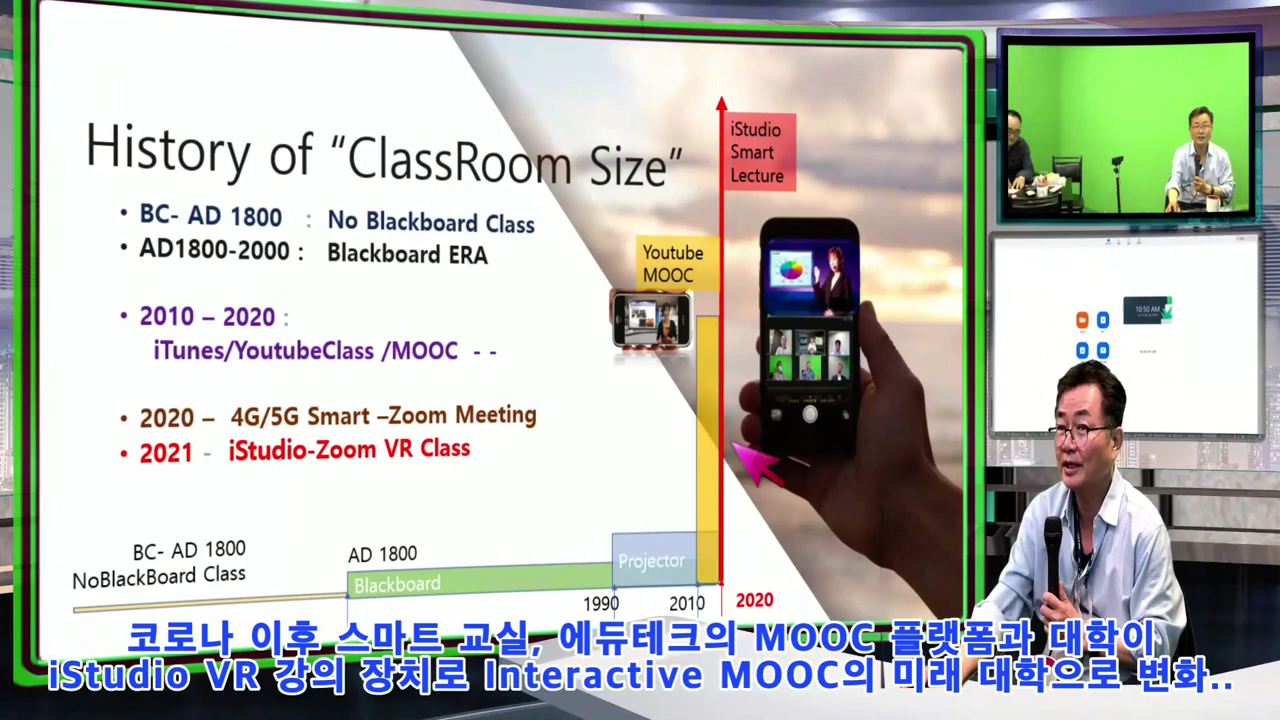 History of “ClassRoom Size”
• BC- AD 1800 : No Blackboard Class
• AD1800-2000 : Blackboard ERA
• 2010 – 2020 :
iTunes/YoutubeClass /MOOC - -
• 2020 – 4G/5G Smart –Zoom Meeting
• 2021 - iStudio-Zoom VR Class
iStudio
Smart
Lecture
Youtube
MOOC
BC- AD 1800
NoBlackBoard Class
AD 1800
Blackboard
Projector
1990
2010
2020
10:50 AM
코로나 이후 스마트 교실, 에듀테크의 MOOC 플랫폼과 대학이
iStudio VR 강의 장치로 Interactive MOOC의 미래 대학으로 변화..